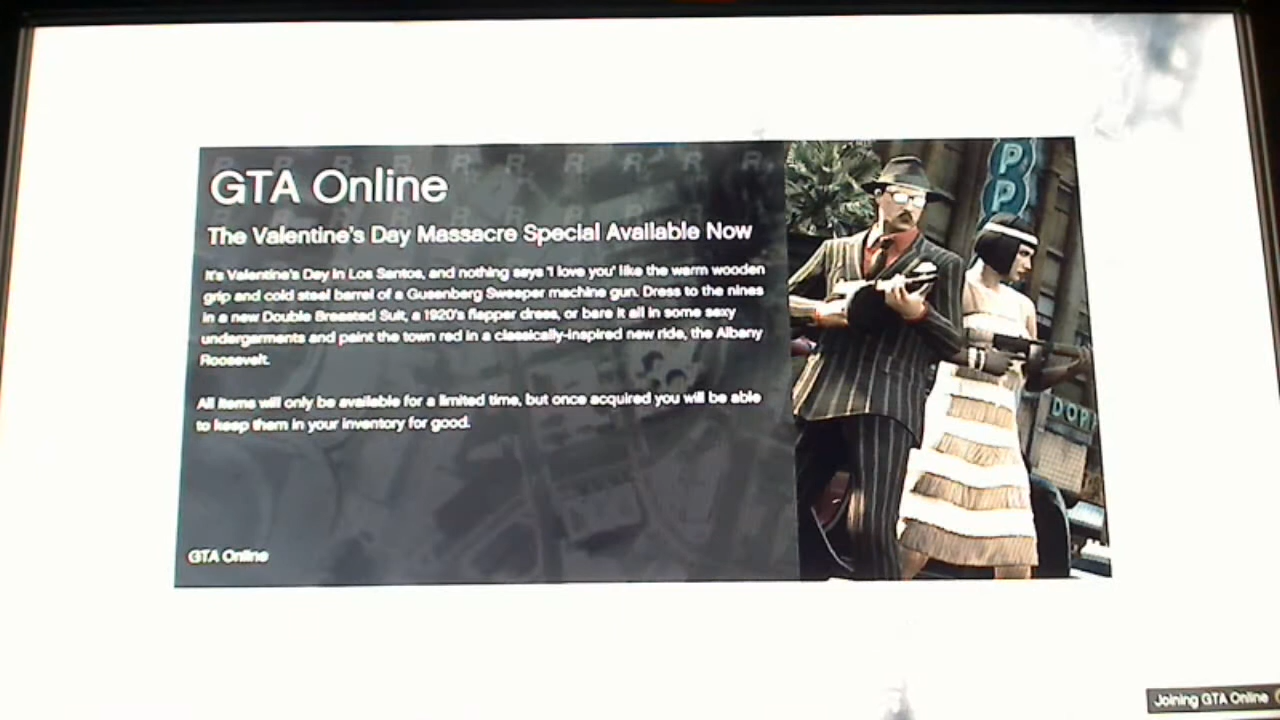 GTA Online
The Valentine's Day Massacre Special Available Now
It's Valentine's Day in Los Santos, and nothing says 'I love you' like the warm wooden
grip and cold steel barrel of a Gusenberg Sweeper machine gun. Dress to the nines
in a new Double Breasted Suit, a 1920's flapper dress, or bare it all in some sexy
undergarments and paint the town red in a classically-inspired new ride, the Albany
Roosevelt.
All items will only be available for a limited time, but once acquired you will be able
to keep them in your inventory for good.
GTA Online
P
P
DOP
Joining GTA Online